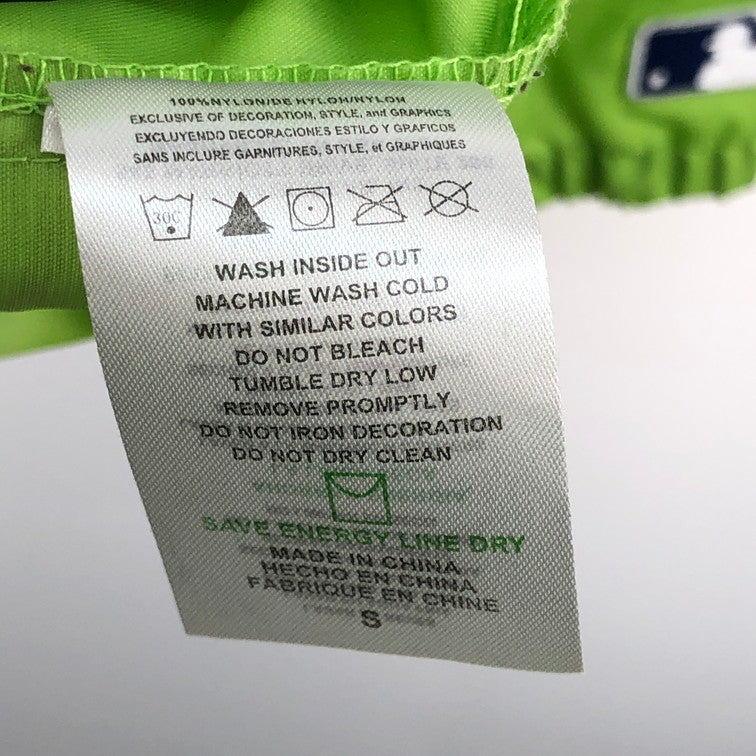 100%NYLON/DE NYLON/NYLON
EXCLUSIVE OF DECORATION, STYLE, and GRAPHICS
EXCLUYENDO DECORACIONES ESTILO Y GRAFICOS
SANS INCLURE GARNITURES, STYLE, et GRAPHIQUES
30C
WASH INSIDE OUT
MACHINE WASH COLD
WITH SIMILAR COLORS
DO NOT BLEACH
TUMBLE DRY LOW
REMOVE PROMPTLY
DO NOT IRON DECORATION
DO NOT DRY CLEAN
SAVE ENERGY LINE DRY
MADE IN CHINA
HECHO EN CHINA
FABRIQUE EN CHINE
S